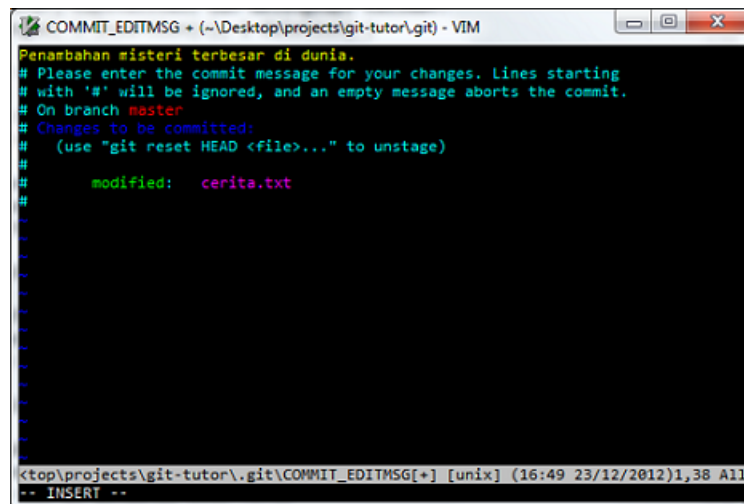 COMMIT_EDITMSG + (~\Desktop\projects\git-tutor\.git) - VIM
Penambahan misteri terbesar di dunia.
# Please enter the commit message for your changes. Lines starting
# with '#' will be ignored, and an empty message aborts the commit.
# On branch master
# Changes to be committed:
#   (use "git reset HEAD <file>..." to unstage)
#
#       modified:   cerita.txt
#
~
~
~
~
~
~
~
~
~
~
~
~
~
<top\projects\git-tutor\.git\COMMIT_EDITMSG[+] [unix] (16:49 23/12/2012)1,38 All
-- INSERT --